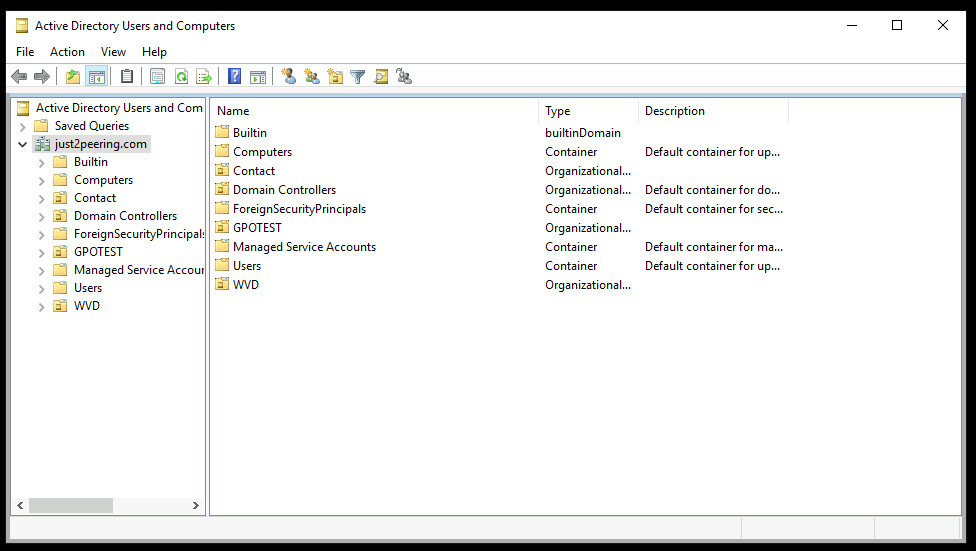 Active Directory Users and Computers
File Action View Help
Active Directory Users and Com
Saved Queries
just2peering.com
Builtin
Computers
Contact
Domain Controllers
ForeignSecurityPrincipals
GPOTEST
Managed Service Accour
Users
WVD
Name Type Description
Builtin builtinDomain
Computers Container Default container for up...
Contact Organizational...
Domain Controllers Organizational... Default container for do...
ForeignSecurityPrincipals Container Default container for sec...
GPOTEST Organizational...
Managed Service Accounts Container Default container for ma...
Users Container Default container for up...
WVD Organizational...